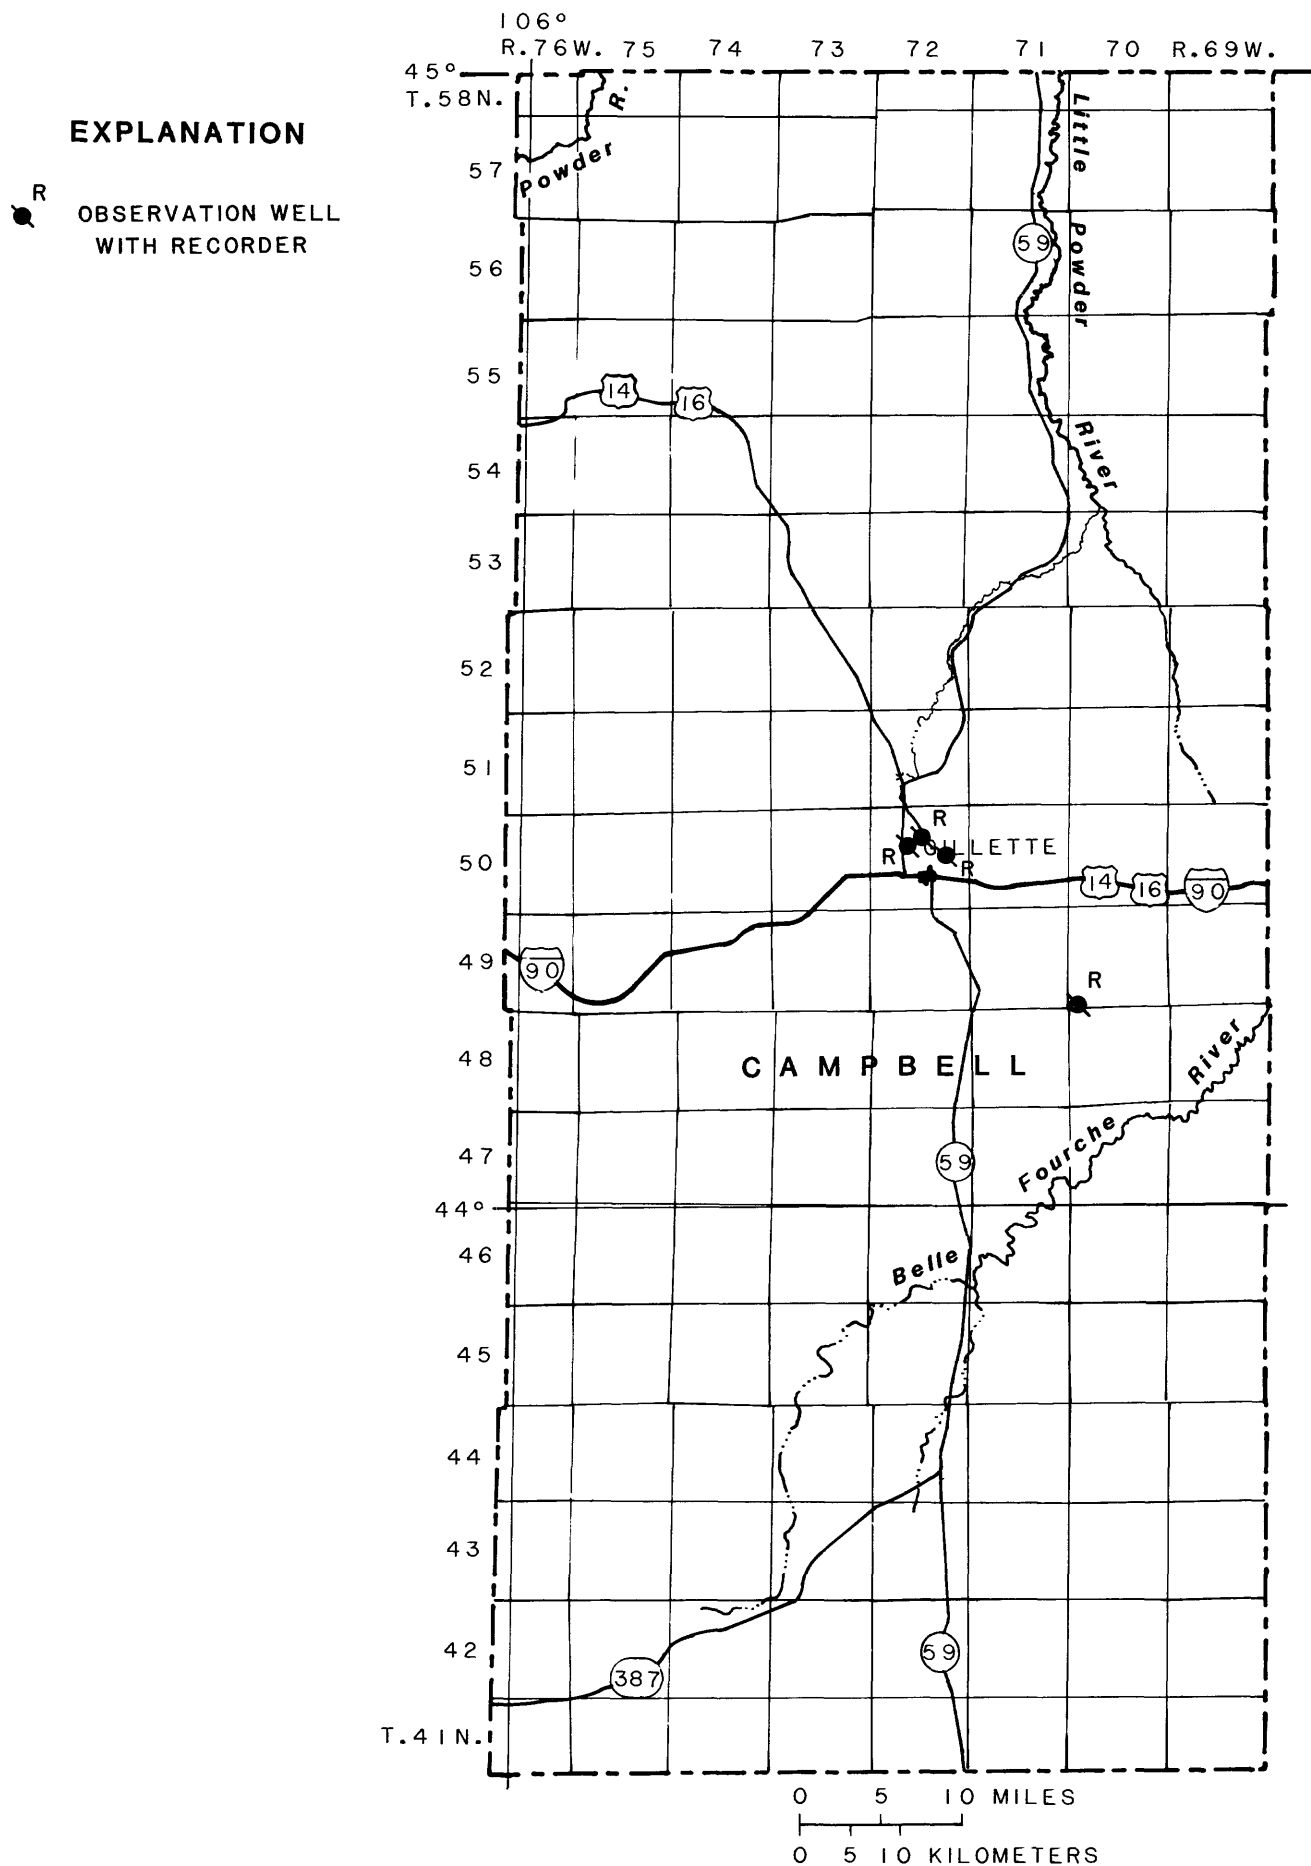 106°
R.76W. 75 74 73 72 71 70 R.69W.
45°
T.58N.
EXPLANATION
R
OBSERVATION WELL
WITH RECORDER
Powder R.
Little Powder River
57
59
56
55
14
16
54
53
52
51
R
R
GILLETTE
R
50
14
16
90
49
90
R
48
CAMPBELL
47
59
Belle Fourche River
44°
46
45
44
43
42
59
387
T.41N.
0 5 10 MILES
0 5 10 KILOMETERS